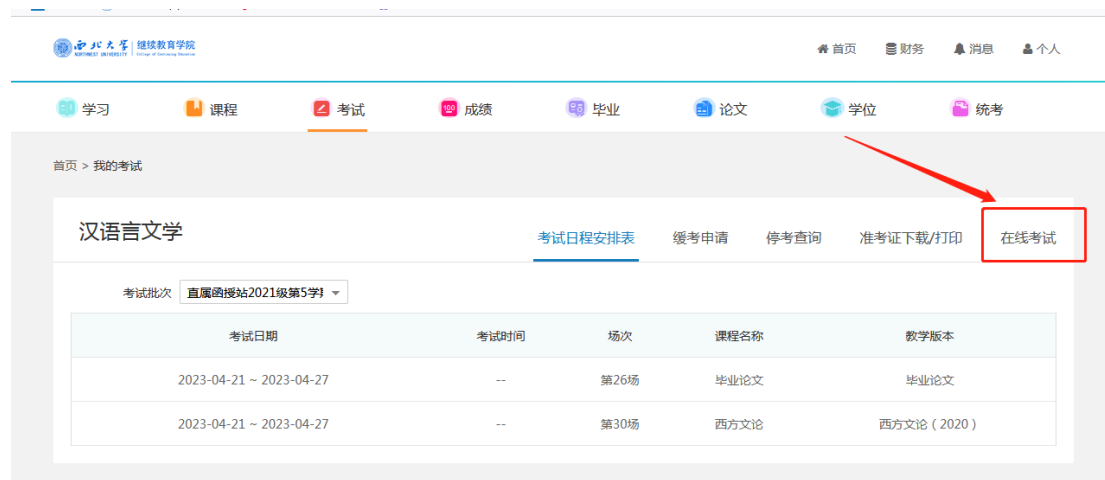 西北大学 继续教育学院
NORTHWEST UNIVERSITY College of Continuing Education
首页 财务 消息 个人
学习 课程 考试 100 成绩 毕业 论文 学位 统考
首页 > 我的考试
汉语言文学
考试日程安排表 缓考申请 停考查询 准考证下载/打印 在线考试
考试批次 直属函授站2021级第5学
考试日期 考试时间 场次 课程名称 教学版本
2023-04-21 ~ 2023-04-27 -- 第26场 毕业论文 毕业论文
2023-04-21 ~ 2023-04-27 -- 第30场 西方文论 西方文论（2020）